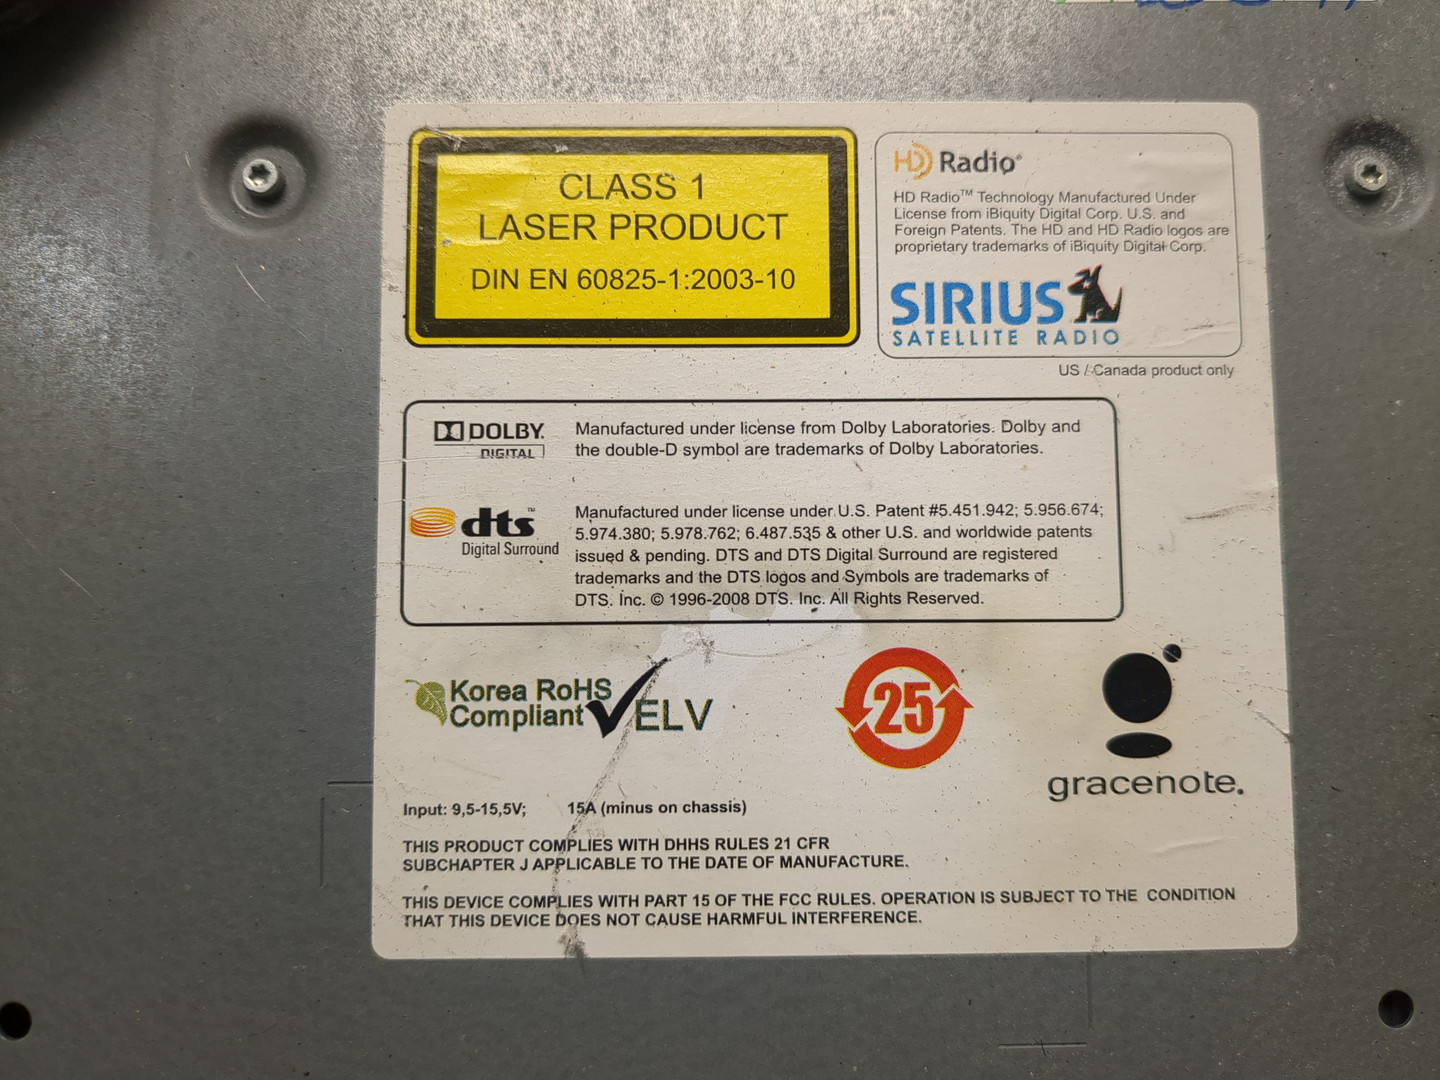 CLASS 1
LASER PRODUCT
DIN EN 60825-1:2003-10
HD Radio®
HD Radio™ Technology Manufactured Under
License from iBiquity Digital Corp. U.S. and
Foreign Patents. The HD and HD Radio logos are
proprietary trademarks of iBiquity Digital Corp.
SIRIUS
SATELLITE RADIO
US / Canada product only
DOLBY.
DIGITAL
Manufactured under license from Dolby Laboratories. Dolby and
the double-D symbol are trademarks of Dolby Laboratories.
dts™
Digital Surround
Manufactured under license under U.S. Patent #5.451.942; 5.956.674;
5.974.380; 5.978.762; 6.487.535 & other U.S. and worldwide patents
issued & pending. DTS and DTS Digital Surround are registered
trademarks and the DTS logos and Symbols are trademarks of
DTS. Inc. © 1996-2008 DTS. Inc. All Rights Reserved.
Korea RoHS
Compliant
ELV
25
gracenote.
Input: 9,5-15,5V; 15A (minus on chassis)
THIS PRODUCT COMPLIES WITH DHHS RULES 21 CFR
SUBCHAPTER J APPLICABLE TO THE DATE OF MANUFACTURE.
THIS DEVICE COMPLIES WITH PART 15 OF THE FCC RULES. OPERATION IS SUBJECT TO THE CONDITION
THAT THIS DEVICE DOES NOT CAUSE HARMFUL INTERFERENCE.